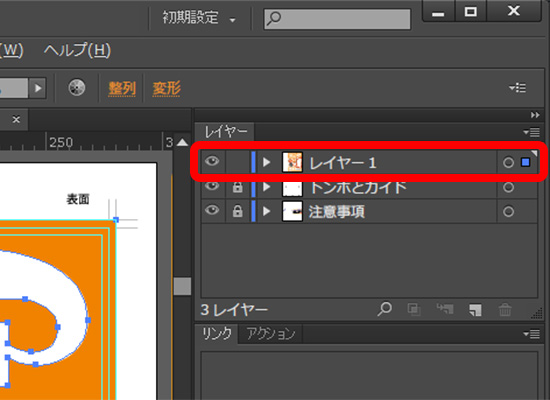 初期設定
(W) ヘルプ(H)
整列 変形
×
250 3
レイヤー
表面
レイヤー 1
トンボとガイド
注意事項
3 レイヤー
リンク アクション